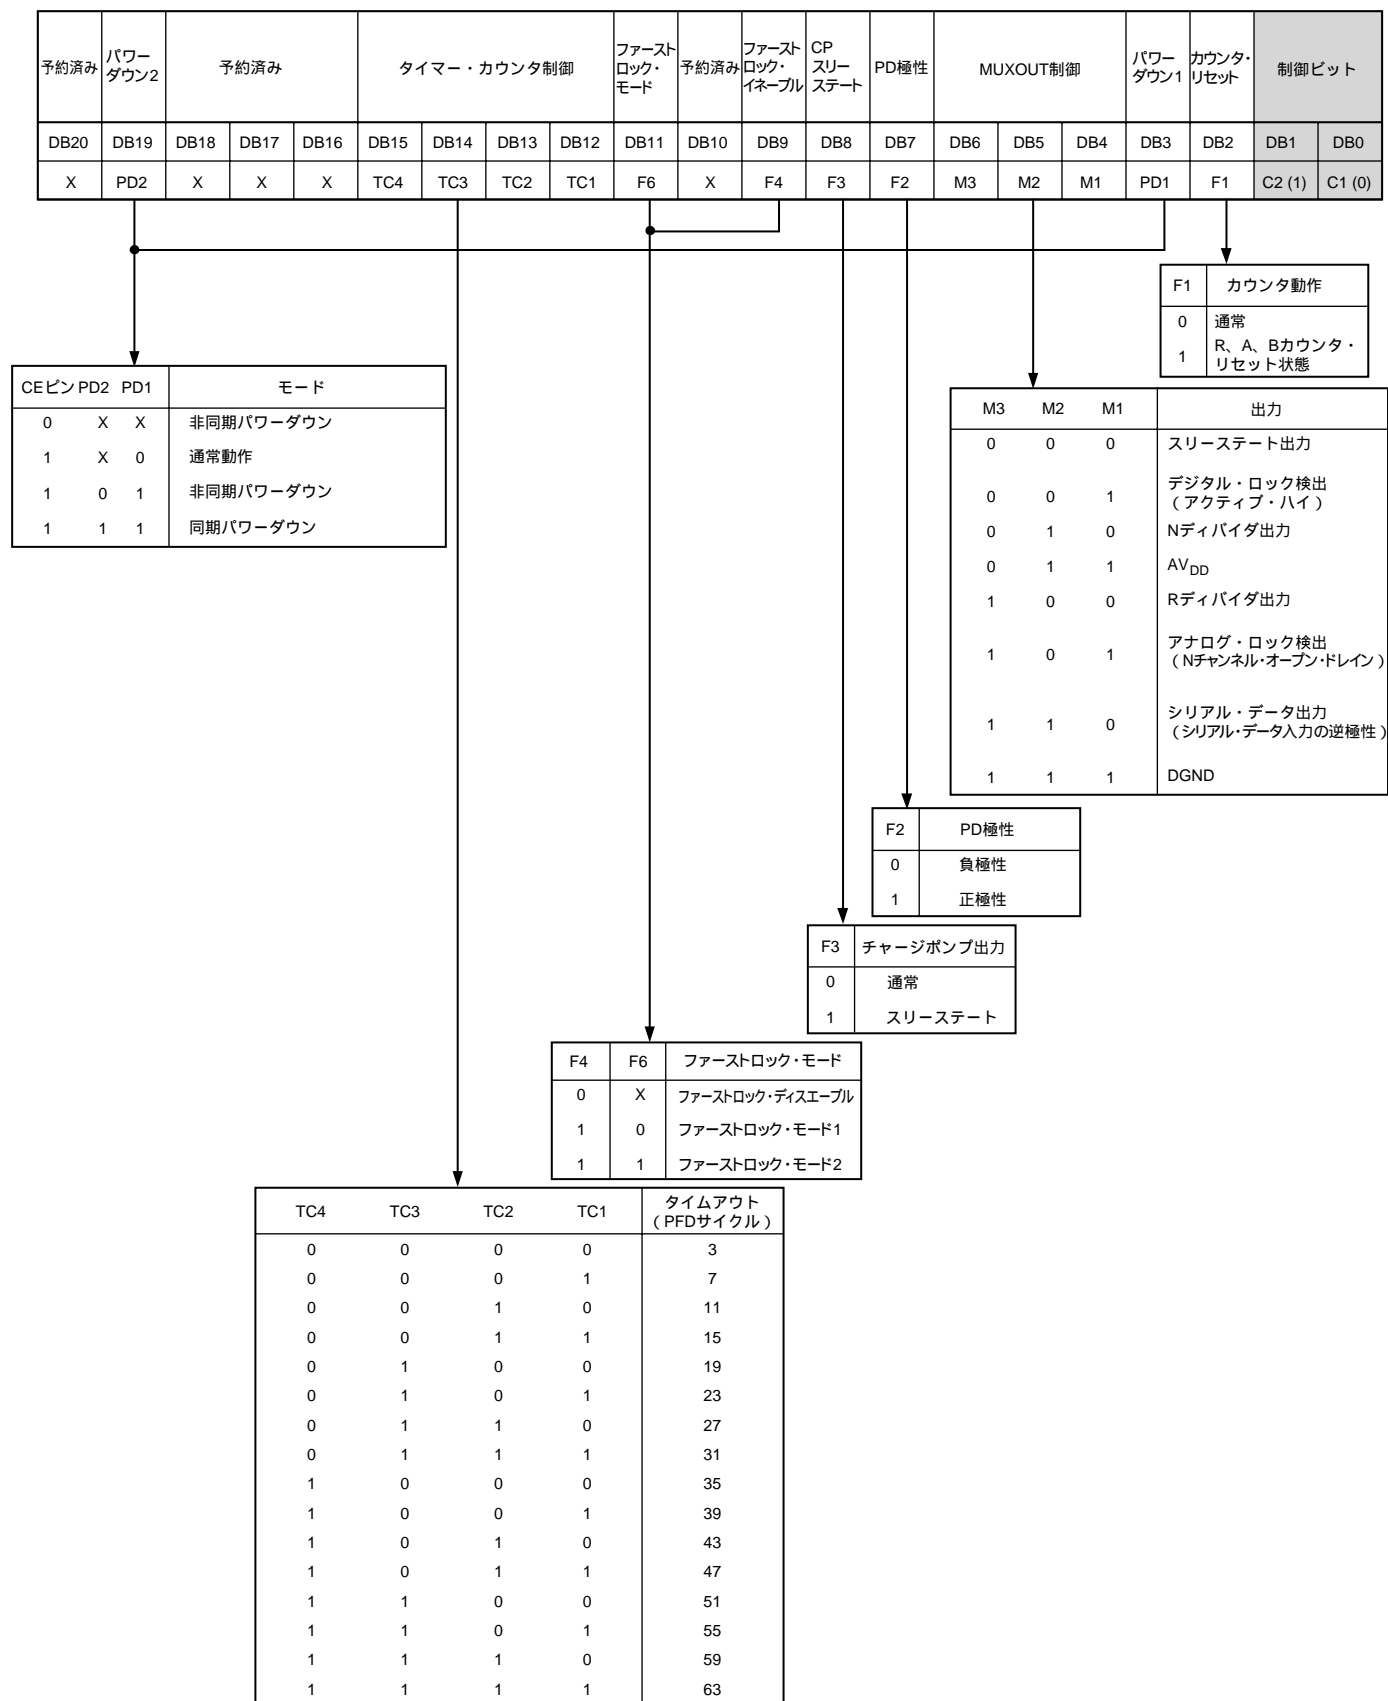 予約済み パワーダウン2 予約済み タイマー・カウンタ制御 ファーストロック・モード 予約済み ファーストロック・イネーブル CPスリーステート PD極性 MUXOUT制御 パワーダウン1 カウンタ・リセット 制御ビット
DB20 DB19 DB18 DB17 DB16 DB15 DB14 DB13 DB12 DB11 DB10 DB9 DB8 DB7 DB6 DB5 DB4 DB3 DB2 DB1 DB0
X PD2 X X X TC4 TC3 TC2 TC1 F6 X F4 F3 F2 M3 M2 M1 PD1 F1 C2 (1) C1 (0)
F1 カウンタ動作
0 通常
1 R、A、Bカウンタ・
リセット状態
CEピン PD2 PD1 モード
0 X X 非同期パワーダウン
1 X 0 通常動作
1 0 1 非同期パワーダウン
1 1 1 同期パワーダウン
M3 M2 M1 出力
0 0 0 スリーステート出力
0 0 1 デジタル・ロック検出
（アクティブ・ハイ）
0 1 0 Nディバイダ出力
0 1 1 AVDD
1 0 0 Rディバイダ出力
1 0 1 アナログ・ロック検出
（Nチャンネル・オープン・ドレイン）
1 1 0 シリアル・データ出力
（シリアル・データ入力の逆極性）
1 1 1 DGND
F2 PD極性
0 負極性
1 正極性
F3 チャージポンプ出力
0 通常
1 スリーステート
F4 F6 ファーストロック・モード
0 X ファーストロック・ディスエーブル
1 0 ファーストロック・モード1
1 1 ファーストロック・モード2
TC4 TC3 TC2 TC1 タイムアウト
（PFDサイクル）
0 0 0 0 3
0 0 0 1 7
0 0 1 0 11
0 0 1 1 15
0 1 0 0 19
0 1 0 1 23
0 1 1 0 27
0 1 1 1 31
1 0 0 0 35
1 0 0 1 39
1 0 1 0 43
1 0 1 1 47
1 1 0 0 51
1 1 0 1 55
1 1 1 0 59
1 1 1 1 63